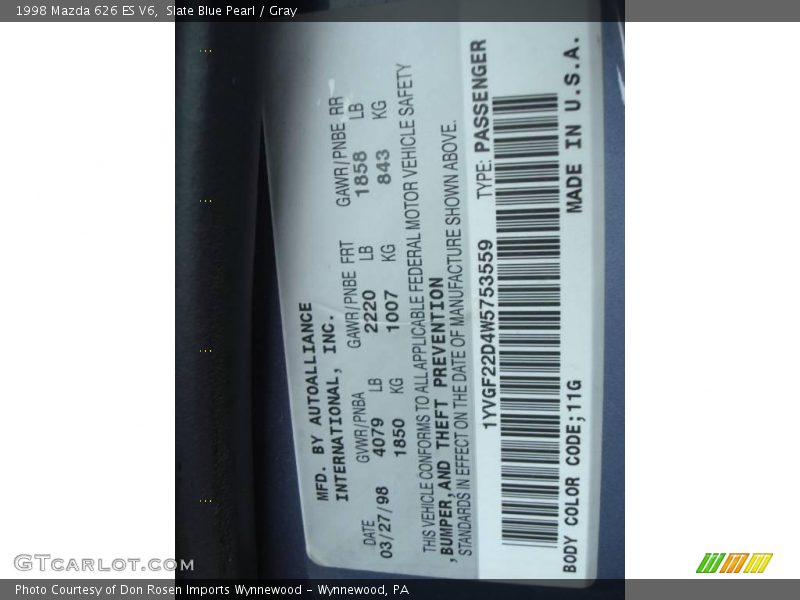 1998 Mazda 626 ES V6,  Slate Blue Pearl / Gray
MFD. BY AUTOALLIANCE
INTERNATIONAL, INC.
GVWR/PNBA GAWR/PNBE FRT GAWR/PNBE RR
DATE 4079 LB 2220 LB 1858 LB
03/27/98 1850 KG 1007 KG 843 KG
THIS VEHICLE CONFORMS TO ALL APPLICABLE FEDERAL MOTOR VEHICLE SAFETY
, BUMPER, AND THEFT PREVENTION
STANDARDS IN EFFECT ON THE DATE OF MANUFACTURE SHOWN ABOVE.
1YVGF22D4W5753559 TYPE: PASSENGER
BODY COLOR CODE; 11G MADE IN U.S.A.
GTCARLOT.COM
Photo Courtesy of Don Rosen Imports Wynnewood - Wynnewood, PA